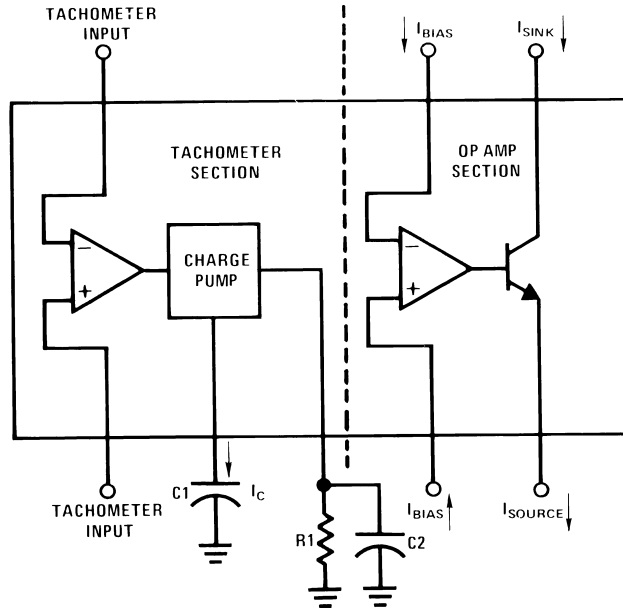 TACHOMETER
INPUT
I_BIAS
I_SINK
TACHOMETER
SECTION
OP AMP
SECTION
−
+
CHARGE
PUMP
−
+
C1
I_C
TACHOMETER
INPUT
R1
C2
I_BIAS
I_SOURCE